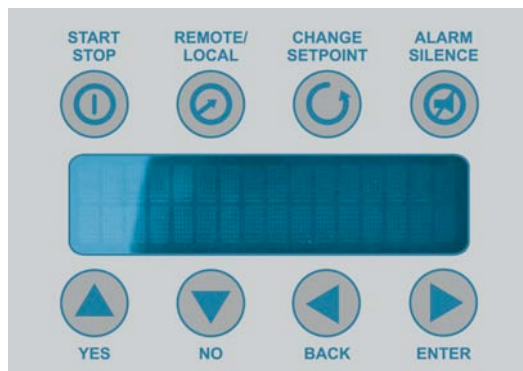 START STOP
REMOTE/ LOCAL
CHANGE SETPOINT
ALARM SILENCE
YES
NO
BACK
ENTER